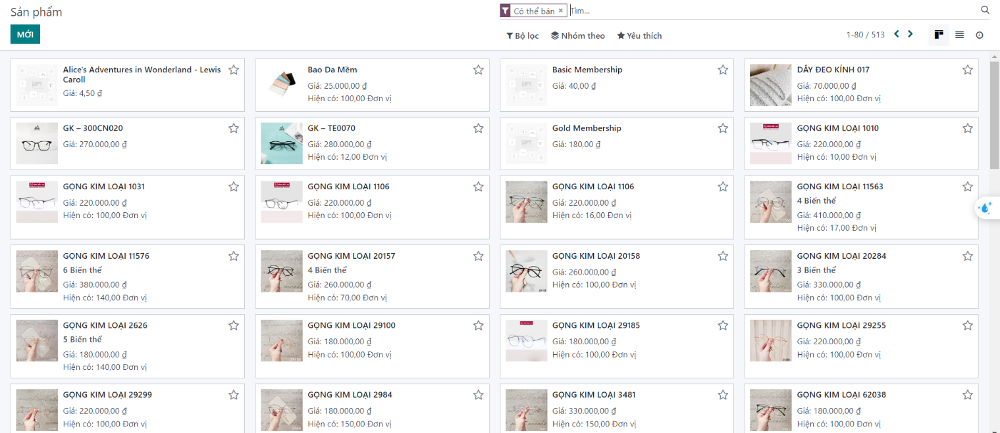 Sản phẩm
Có thể bán ×
Tìm...
MỚI
Bộ lọc
Nhóm theo
Yêu thích
1-80 / 513
Alice's Adventures in Wonderland - Lewis
Caroll
Giá: 4,50 ₫
Bao Da Mềm
Giá: 25.000,00 ₫
Hiện có: 100,00 Đơn vị
Basic Membership
Giá: 40,00 ₫
DÂY ĐEO KÍNH 017
Giá: 70.000,00 ₫
Hiện có: 100,00 Đơn vị
GK – 300CN020
Giá: 270.000,00 ₫
GK – TE0070
Giá: 280.000,00 ₫
Hiện có: 12,00 Đơn vị
Gold Membership
Giá: 180,00 ₫
GỌNG KIM LOẠI 1010
Giá: 220.000,00 ₫
Hiện có: 10,00 Đơn vị
GỌNG KIM LOẠI 1031
Giá: 220.000,00 ₫
Hiện có: 100,00 Đơn vị
GỌNG KIM LOẠI 1106
Giá: 220.000,00 ₫
Hiện có: 100,00 Đơn vị
GỌNG KIM LOẠI 1106
Giá: 220.000,00 ₫
Hiện có: 16,00 Đơn vị
GỌNG KIM LOẠI 11563
4 Biến thể
Giá: 410.000,00 ₫
Hiện có: 17,00 Đơn vị
GỌNG KIM LOẠI 11576
6 Biến thể
Giá: 380.000,00 ₫
Hiện có: 140,00 Đơn vị
GỌNG KIM LOẠI 20157
4 Biến thể
Giá: 260.000,00 ₫
Hiện có: 70,00 Đơn vị
GỌNG KIM LOẠI 20158
Giá: 260.000,00 ₫
Hiện có: 100,00 Đơn vị
GỌNG KIM LOẠI 20284
3 Biến thể
Giá: 330.000,00 ₫
Hiện có: 100,00 Đơn vị
GỌNG KIM LOẠI 2626
5 Biến thể
Giá: 180.000,00 ₫
Hiện có: 140,00 Đơn vị
GỌNG KIM LOẠI 29100
Giá: 180.000,00 ₫
Hiện có: 100,00 Đơn vị
GỌNG KIM LOẠI 29185
Giá: 180.000,00 ₫
Hiện có: 100,00 Đơn vị
GỌNG KIM LOẠI 29255
Giá: 220.000,00 ₫
Hiện có: 100,00 Đơn vị
GỌNG KIM LOẠI 29299
Giá: 220.000,00 ₫
Hiện có: 100,00 Đơn vị
GỌNG KIM LOẠI 2984
Giá: 180.000,00 ₫
Hiện có: 150,00 Đơn vị
GỌNG KIM LOẠI 3481
Giá: 330.000,00 ₫
Hiện có: 150,00 Đơn vị
GỌNG KIM LOẠI 62038
Giá: 180.000,00 ₫
Hiện có: 100,00 Đơn vị